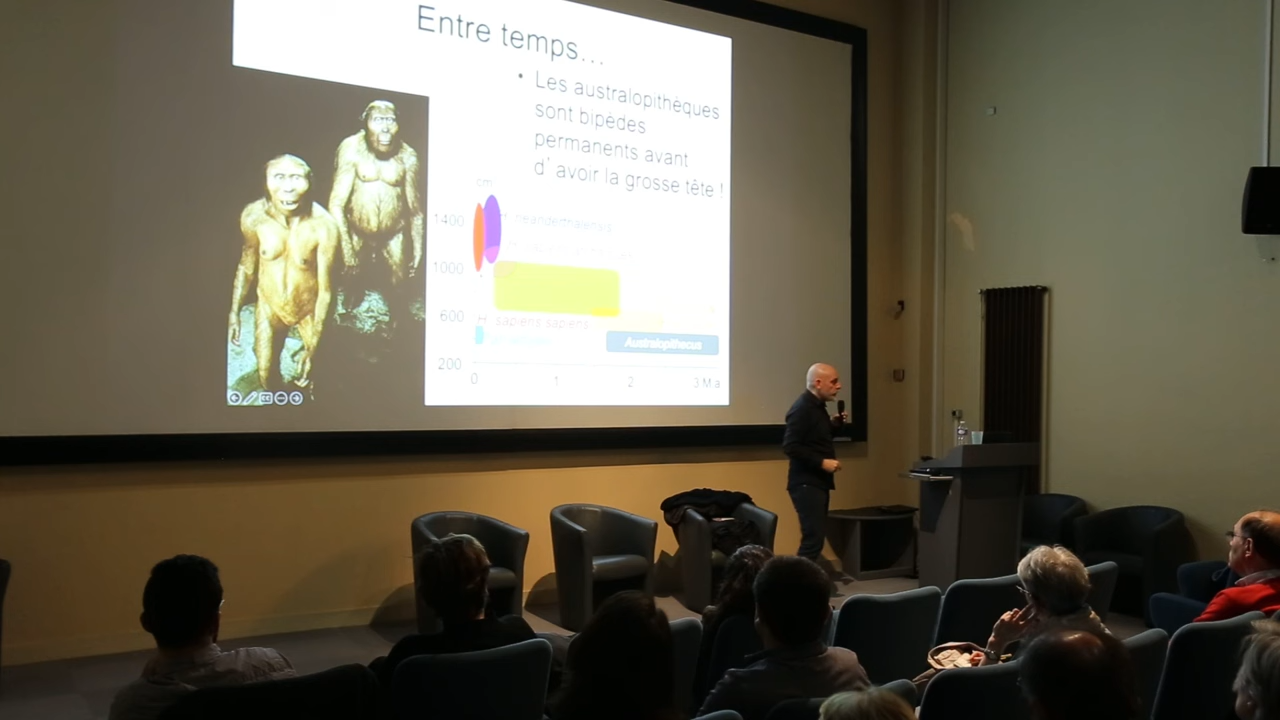 Entre temps...
• Les australopithèques
sont bipèdes
permanents avant
d'avoir la grosse tête !
cm
1400
neanderthalensis
1000
600
H. sapiens sapiens
Australopithecus
200
0 1 2 3 Ma